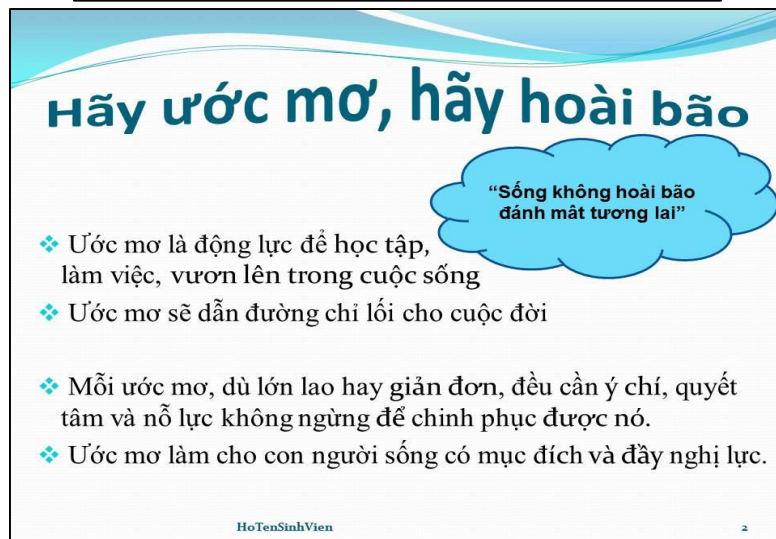 Hãy ước mơ, hãy hoài bão
“Sống không hoài bão
đánh mât tương lai”
Ước mơ là động lực để học tập,
làm việc, vươn lên trong cuộc sống
Ước mơ sẽ dẫn đường chỉ lối cho cuộc đời
Mỗi ước mơ, dù lớn lao hay giản đơn, đều cần ý chí, quyết
tâm và nỗ lực không ngừng để chinh phục được nó.
Ước mơ làm cho con người sống có mục đích và đầy nghị lực.
HoTenSinhVien
2